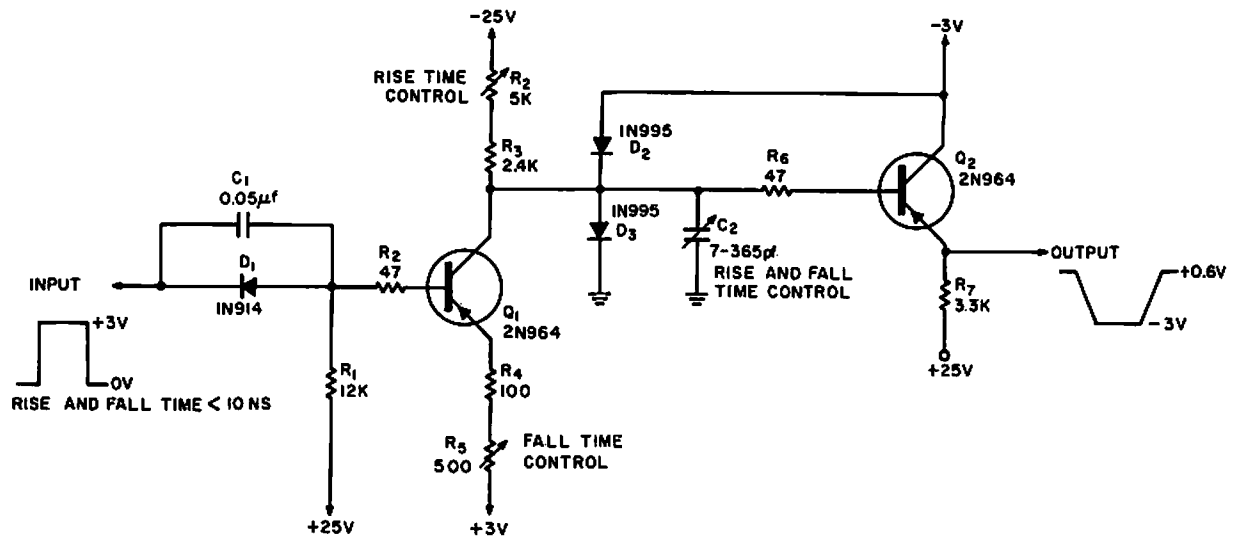 -25V
-3V
RISE TIME
CONTROL
R2
5K
IN995
D2
R3
2.4K
R6
47
Q2
2N964
C1
0.05µf
IN995
D3
C2
7-365pf
RISE AND FALL
TIME CONTROL
OUTPUT
+0.6V
-3V
D1
IN914
INPUT
R2
47
Q1
2N964
R7
3.3K
+25V
+3V
0V
RISE AND FALL TIME < 10 NS
R1
12K
R4
100
R5
500
FALL TIME
CONTROL
+25V
+3V